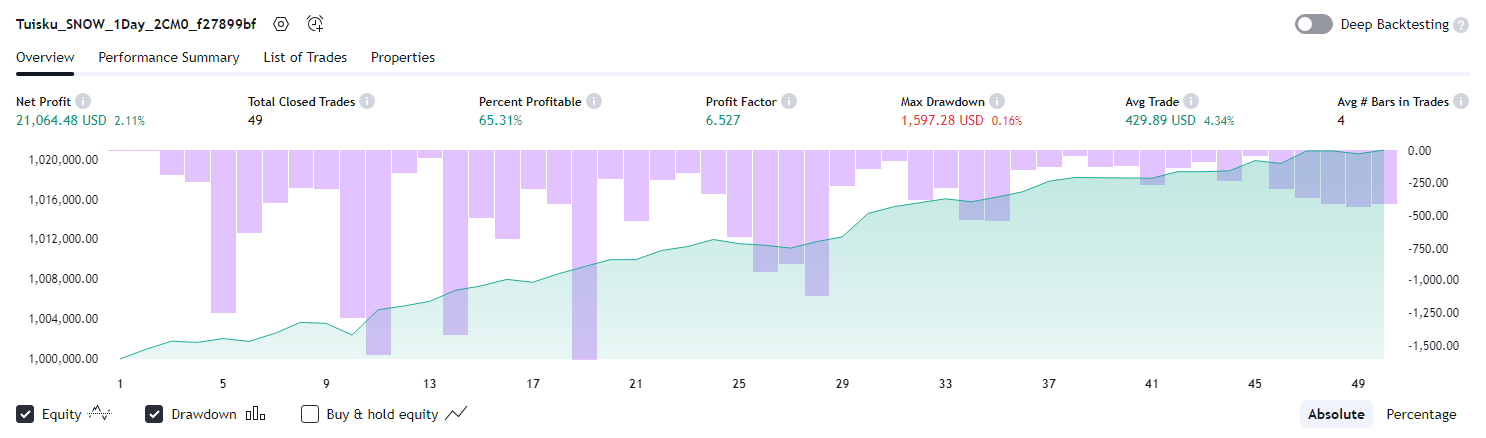 Tuisku_SNOW_1Day_2CM0_f27899bf
Deep Backtesting
Overview Performance Summary List of Trades Properties
Net Profit Total Closed Trades Percent Profitable Profit Factor Max Drawdown Avg Trade Avg # Bars in Trades
21,064.48 USD 2.11% 49 65.31% 6.527 1,597.28 USD 0.16% 429.89 USD 4.34% 4
1,020,000.00 0.00
1,016,000.00 -250.00
1,012,000.00 -500.00
1,008,000.00 -750.00
1,004,000.00 -1,000.00
1,000,000.00 -1,250.00
-1,500.00
1 5 9 13 17 21 25 29 33 37 41 45 49
Equity Drawdown Buy & hold equity Absolute Percentage